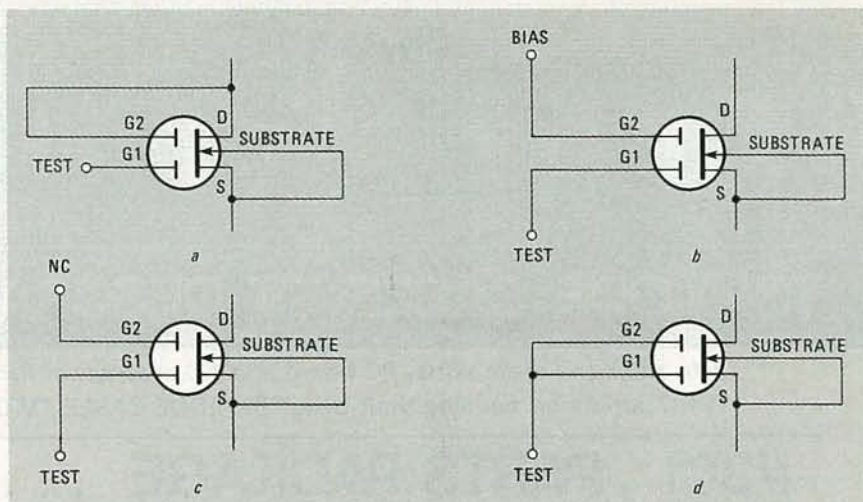 BIAS
D
G2
SUBSTRATE
TEST
G1
S
a
D
G2
SUBSTRATE
G1
S
TEST
b
NC
D
G2
SUBSTRATE
G1
S
TEST
c
D
G2
SUBSTRATE
G1
S
TEST
d